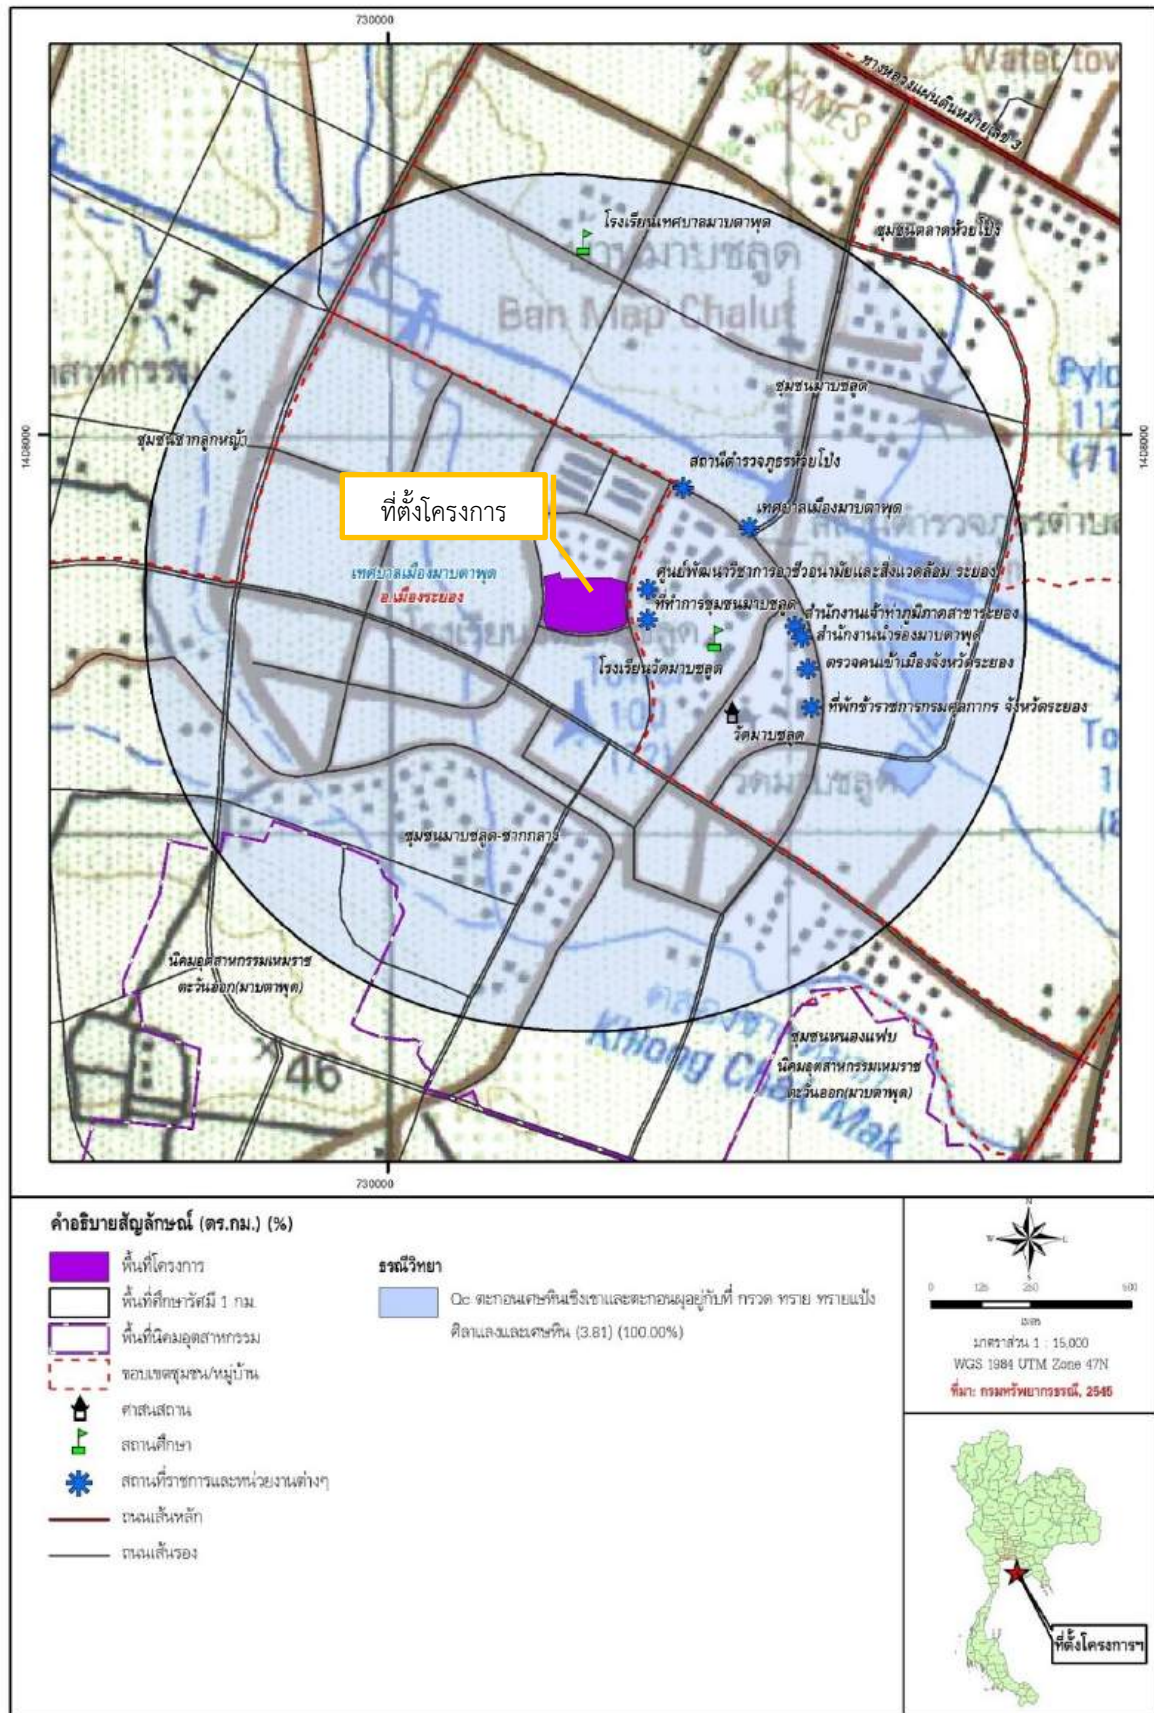 730000
Water tow
ทางหลวงแผ่นดินหมายเลข 3
4 LANES
โรงเรียนเทศบาลมาบตาพุด
ชุมชนตลาดห้วยโป่ง
บ้านมาบชลูด
Ban Map Chalut
ชุมชนมาบชลูด
1408000
1408000
ชุมชนชากลูกหญ้า
สถานีตำรวจภูธรห้วยโป่ง
ที่ตั้งโครงการ
เทศบาลเมืองมาบตาพุด
ศูนย์พัฒนาวิชาการอาชีวอนามัยและสิ่งแวดล้อม ระยอง
เทศบาลเมืองมาบตาพุด
อ.เมืองระยอง
ที่ทำการชุมชนมาบชลูด
สำนักงานเจ้าท่าภูมิภาคสาขาระยอง
สำนักงานนำร่องมาบตาพุด
โรงเรียนวัดมาบชลูด
ตรวจคนเข้าเมืองจังหวัดระยอง
ที่พักข้าราชการกรมศุลกากร จังหวัดระยอง
วัดมาบชลูด
วัดมาบชลูด
ชุมชนมาบชลูด-ชากกลาง
นิคมอุตสาหกรรมเหมราช
ตะวันออก(มาบตาพุด)
46
ชุมชนหนองแฟบ
Khlong Chak Mak
นิคมอุตสาหกรรมเหมราช
ตะวันออก(มาบตาพุด)
730000
คำอธิบายสัญลักษณ์ (ตร.กม.) (%)
พื้นที่โครงการ
พื้นที่ศึกษารัศมี 1 กม.
พื้นที่นิคมอุตสาหกรรม
ขอบเขตชุมชน/หมู่บ้าน
ศาสนสถาน
สถานศึกษา
สถานที่ราชการและหน่วยงานต่างๆ
ถนนเส้นหลัก
ถนนเส้นรอง
ธรณีวิทยา
Qc ตะกอนเศษหินเชิงเขาและตะกอนผุอยู่กับที่ กรวด ทราย ทรายแป้ง
ศิลาแลงและเศษหิน (3.81) (100.00%)
N
W
S
0 125 250 500
เมตร
มาตราส่วน 1 : 15,000
WGS 1984 UTM Zone 47N
ที่มา: กรมทรัพยากรธรณี, 2545
ที่ตั้งโครงการฯ